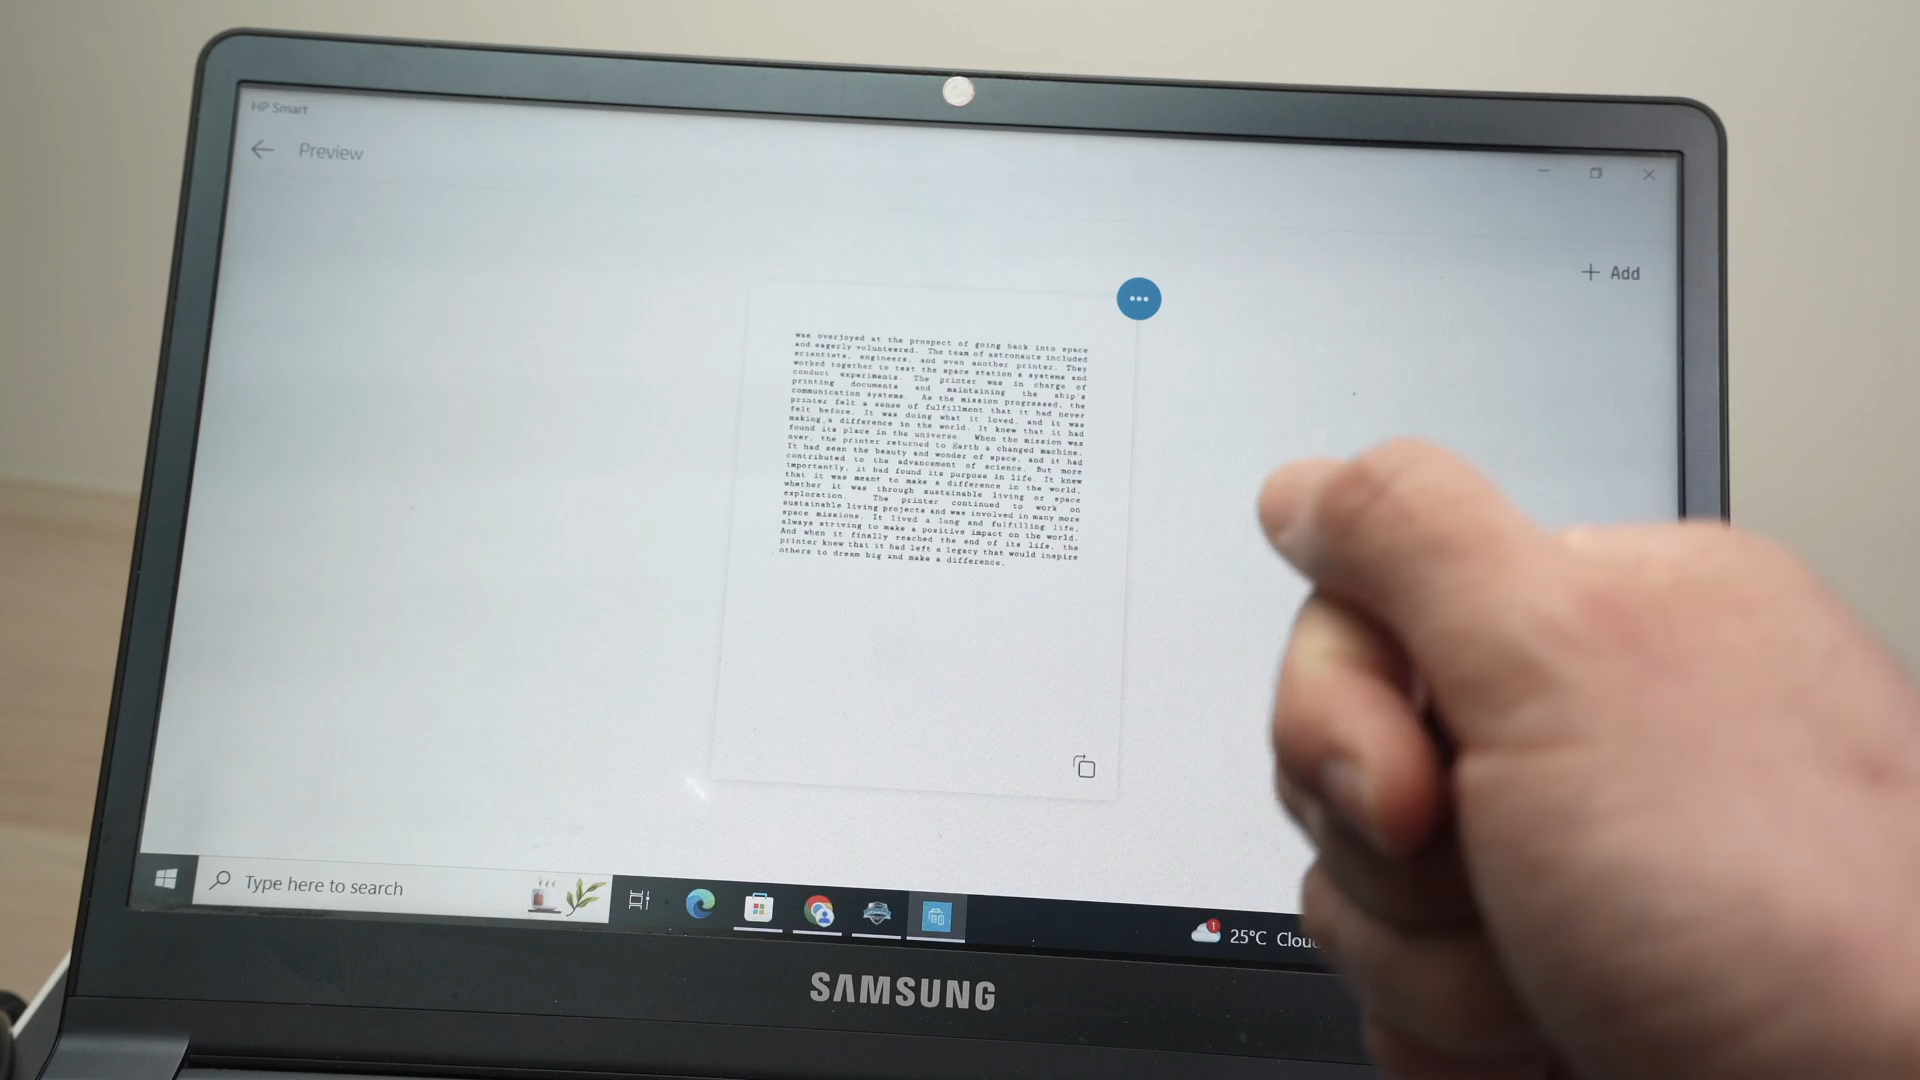 HP Smart
Preview
+ Add
was overjoyed at the prospect of going back into space
and eagerly volunteered. The team of astronauts included
scientists, engineers, and even another printer. They
worked together to test the space station's systems and
conduct experiments. The printer was in charge of
printing documents and maintaining the ship's
communication systems. As the mission progressed, the
printer felt a sense of fulfillment that it had never
felt before. It was doing what it loved, and it was
making a difference in the world. It knew that it had
found its place in the universe. When the mission was
over, the printer returned to Earth a changed machine.
It had seen the beauty and wonder of space, and it had
contributed to the advancement of science. But more
importantly, it had found its purpose in life. It knew
that it was meant to make a difference in the world,
whether it was through sustainable living or space
exploration. The printer continued to work on
sustainable living projects and was involved in many more
space missions. It lived a long and fulfilling life,
always striving to make a positive impact on the world.
And when it finally reached the end of its life, the
printer knew that it had left a legacy that would inspire
others to dream big and make a difference.
Type here to search
1
25°C Clou
SAMSUNG